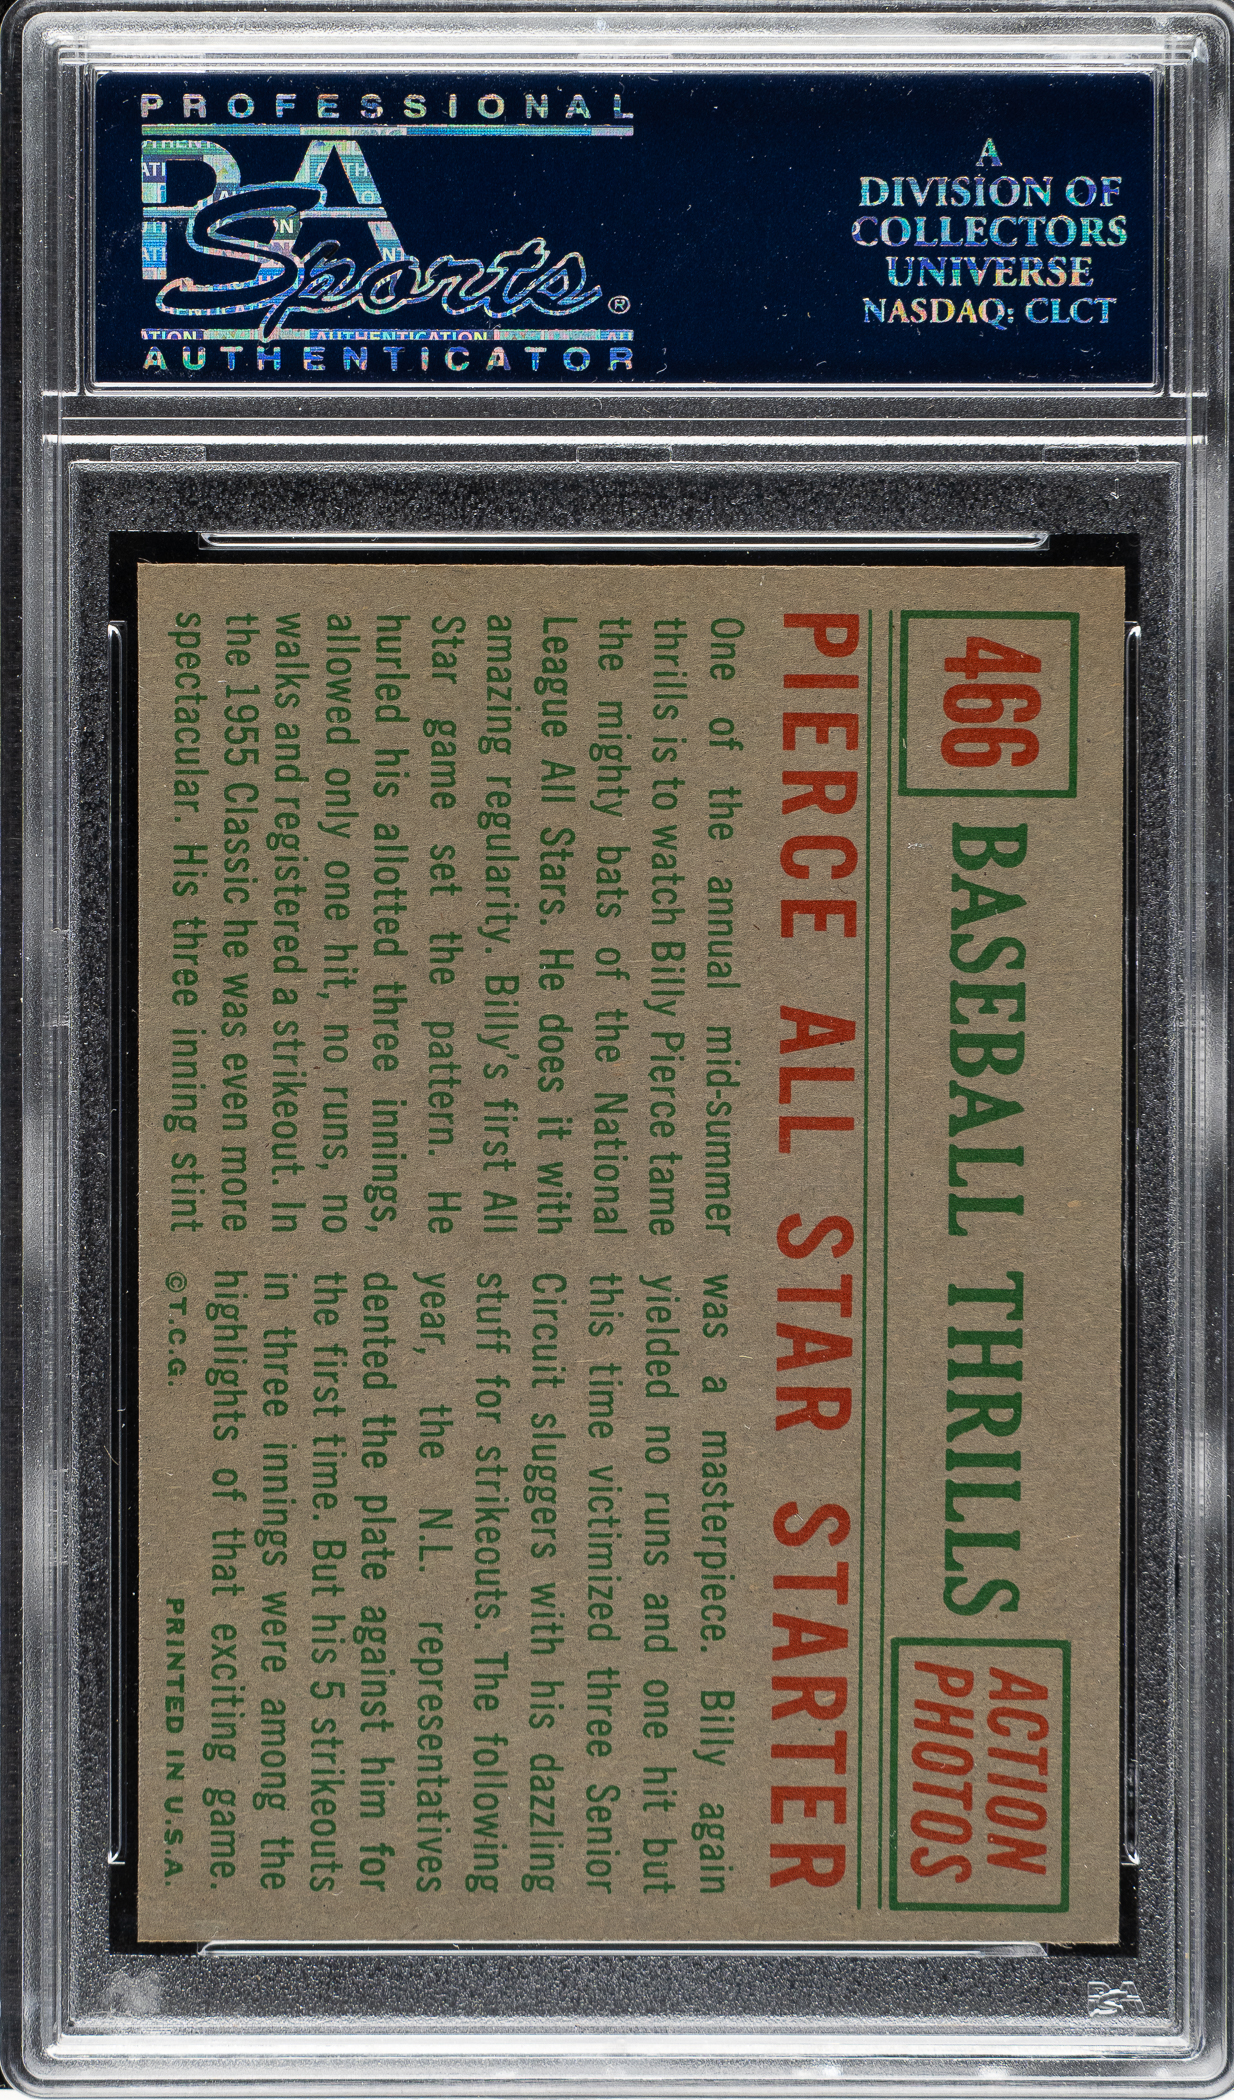 PROFESSIONAL
PSA
Sports®
AUTHENTICATOR
A
DIVISION OF
COLLECTORS
UNIVERSE
NASDAQ: CLCT
466
BASEBALL THRILLS
ACTION
PHOTOS
PIERCE ALL STAR STARTER
One of the annual mid-summer
thrills is to watch Billy Pierce tame
the mighty bats of the National
League All Stars. He does it with
amazing regularity. Billy's first All
Star game set the pattern. He
hurled his allotted three innings,
allowed only one hit, no runs, no
walks and registered a strikeout. In
the 1955 Classic he was even more
spectacular. His three inning stint
was a masterpiece. Billy again
yielded no runs and one hit but
this time victimized three Senior
Circuit sluggers with his dazzling
stuff for strikeouts. The following
year, the N.L. representatives
dented the plate against him for
the first time. But his 5 strikeouts
in three innings were among the
highlights of that exciting game.
©T.C.G.
PRINTED IN U.S.A.
PSA